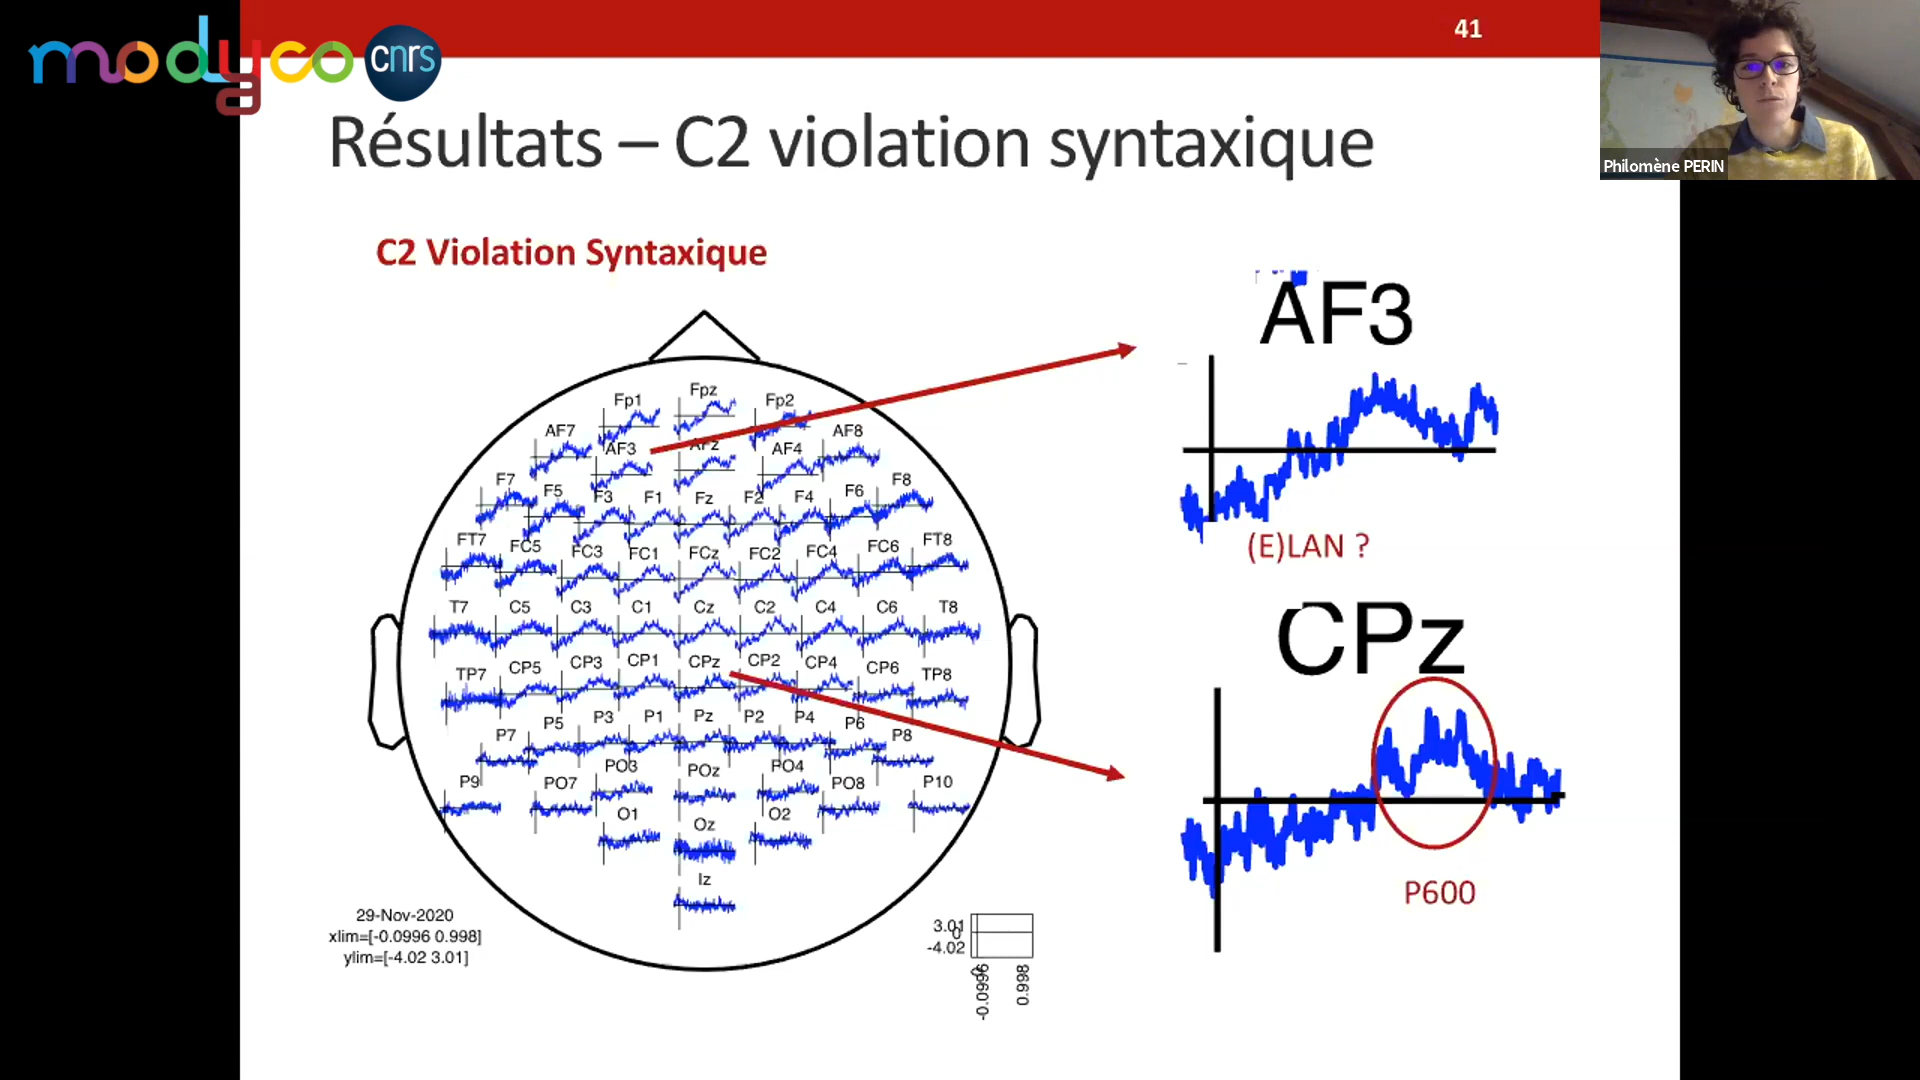 modyco cnrs
41
Philomène PERIN
Résultats – C2 violation syntaxique
C2 Violation Syntaxique
Fp1 Fpz Fp2
AF7 AF3 AFz AF4 AF8
F7 F5 F3 F1 Fz F2 F4 F6 F8
FT7 FC5 FC3 FC1 FCz FC2 FC4 FC6 FT8
T7 C5 C3 C1 Cz C2 C4 C6 T8
TP7 CP5 CP3 CP1 CPz CP2 CP4 CP6 TP8
P7 P5 P3 P1 Pz P2 P4 P6 P8
P9 PO7 PO3 POz PO4 PO8 P10
O1 Oz O2
Iz
29-Nov-2020
xlim=[-0.0996 0.998]
ylim=[-4.02 3.01]
3.01
0
-4.02
0
-0.0996
0.998
AF3
(E)LAN ?
CPz
P600